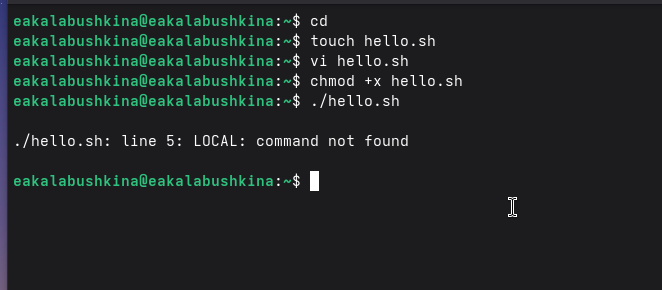 eakalabushkina@eakalabushkina:~$ cd
eakalabushkina@eakalabushkina:~$ touch hello.sh
eakalabushkina@eakalabushkina:~$ vi hello.sh
eakalabushkina@eakalabushkina:~$ chmod +x hello.sh
eakalabushkina@eakalabushkina:~$ ./hello.sh
./hello.sh: line 5: LOCAL: command not found
eakalabushkina@eakalabushkina:~$